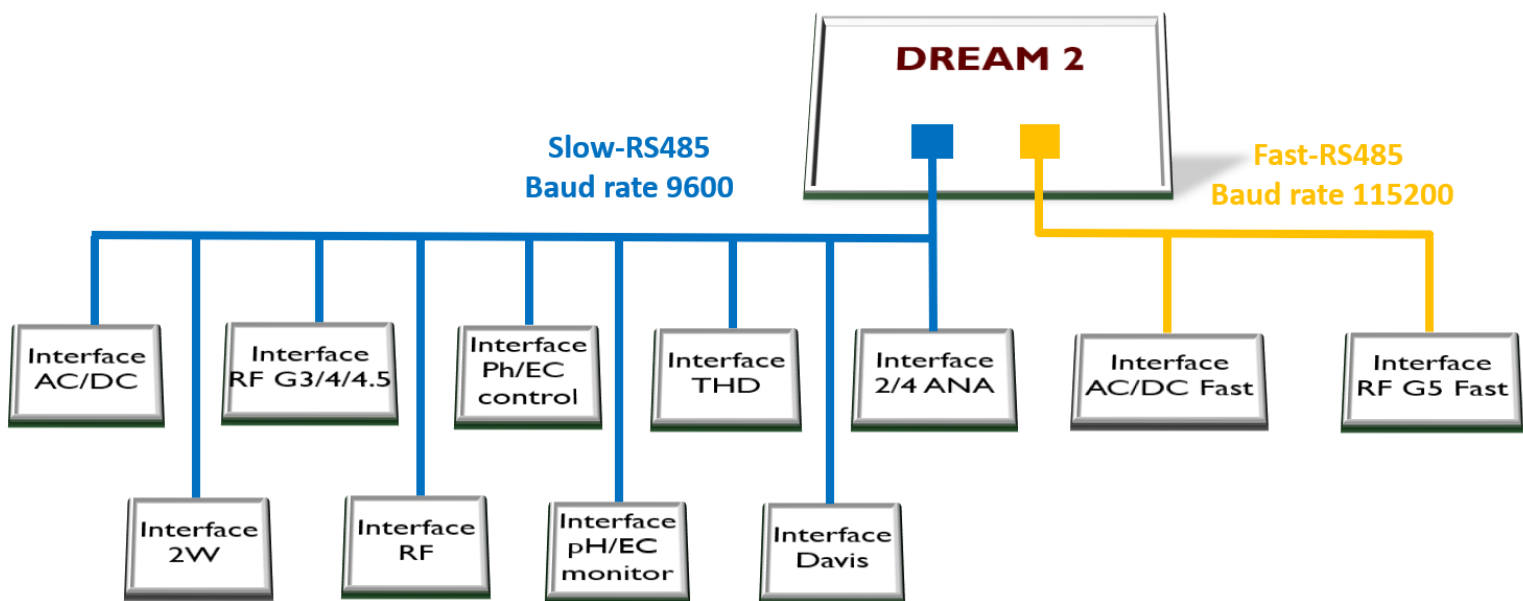 DREAM 2
Slow-RS485
Baud rate 9600
Fast-RS485
Baud rate 115200
Interface
AC/DC
Interface
RF G3/4/4.5
Interface
Ph/EC
control
Interface
THD
Interface
2/4 ANA
Interface
AC/DC Fast
Interface
RF G5 Fast
Interface
2W
Interface
RF
Interface
pH/EC
monitor
Interface
Davis